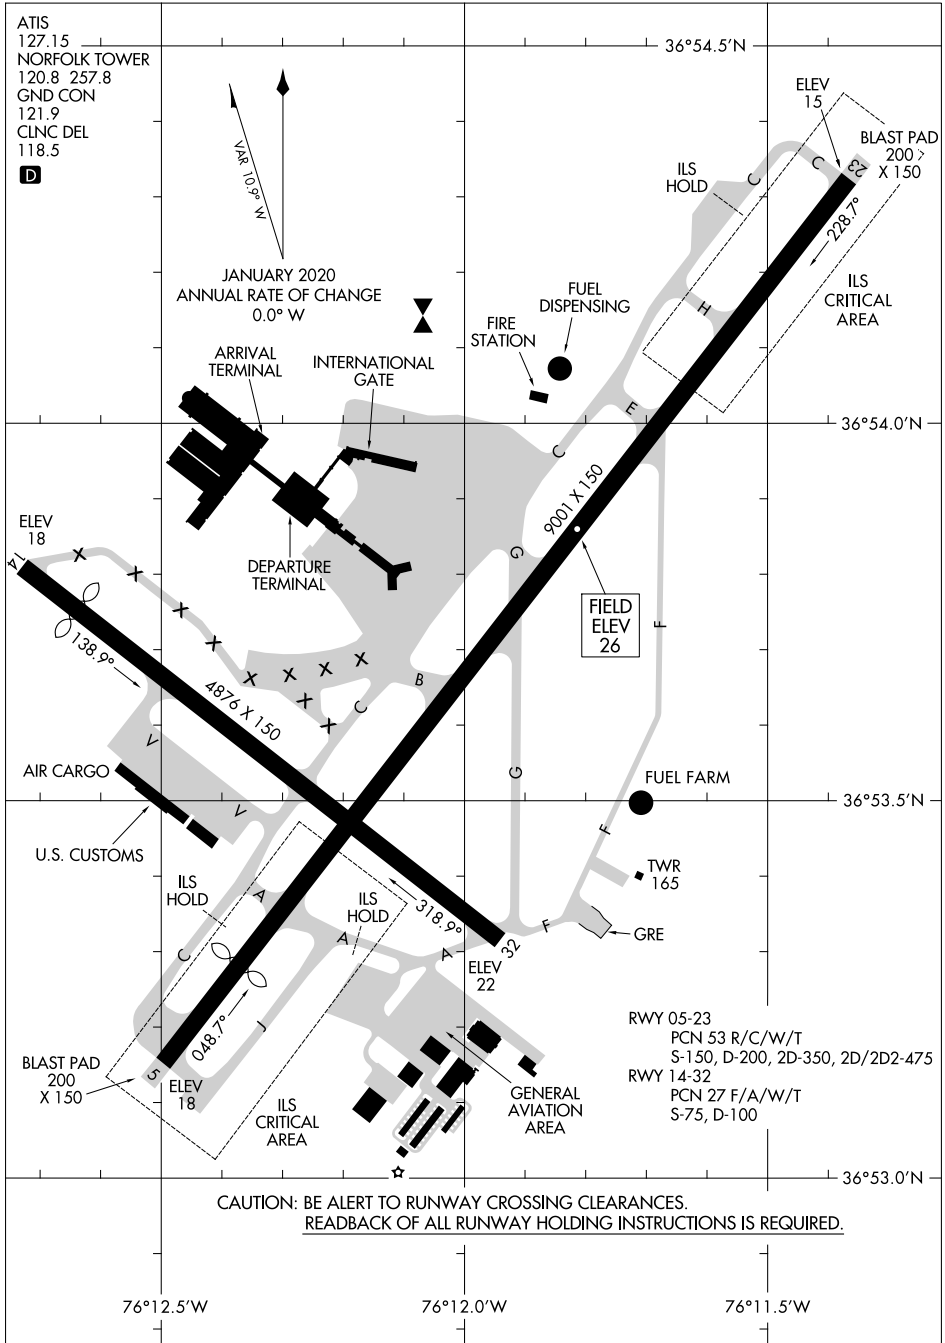 ATIS
127.15
NORFOLK TOWER
120.8 257.8
GND CON
121.9
CLNC DEL
118.5
D
36°54.5'N
ELEV
15
BLAST PAD
200
X 150
23
C
C
ILS
HOLD
228.7°
VAR 10.9° W
JANUARY 2020
ANNUAL RATE OF CHANGE
0.0° W
ILS
CRITICAL
AREA
H
FUEL
DISPENSING
FIRE
STATION
ARRIVAL
TERMINAL
INTERNATIONAL
GATE
E
36°54.0'N
C
9001 X 150
ELEV
18
14
X
X
X
X
X
X
X
X
X
X
DEPARTURE
TERMINAL
G
FIELD
ELEV
26
F
138.9°
4876 X 150
B
C
V
V
AIR CARGO
U.S. CUSTOMS
G
FUEL FARM
36°53.5'N
F
TWR
165
ILS
HOLD
A
ILS
HOLD
A
318.9°
A
F
GRE
32
ELEV
22
C
048.7°
J
BLAST PAD
200
X 150
5
ELEV
18
ILS
CRITICAL
AREA
GENERAL
AVIATION
AREA
RWY 05-23
PCN 53 R/C/W/T
S-150, D-200, 2D-350, 2D/2D2-475
RWY 14-32
PCN 27 F/A/W/T
S-75, D-100
36°53.0'N
CAUTION: BE ALERT TO RUNWAY CROSSING CLEARANCES.
READBACK OF ALL RUNWAY HOLDING INSTRUCTIONS IS REQUIRED.
76°12.5'W
76°12.0'W
76°11.5'W